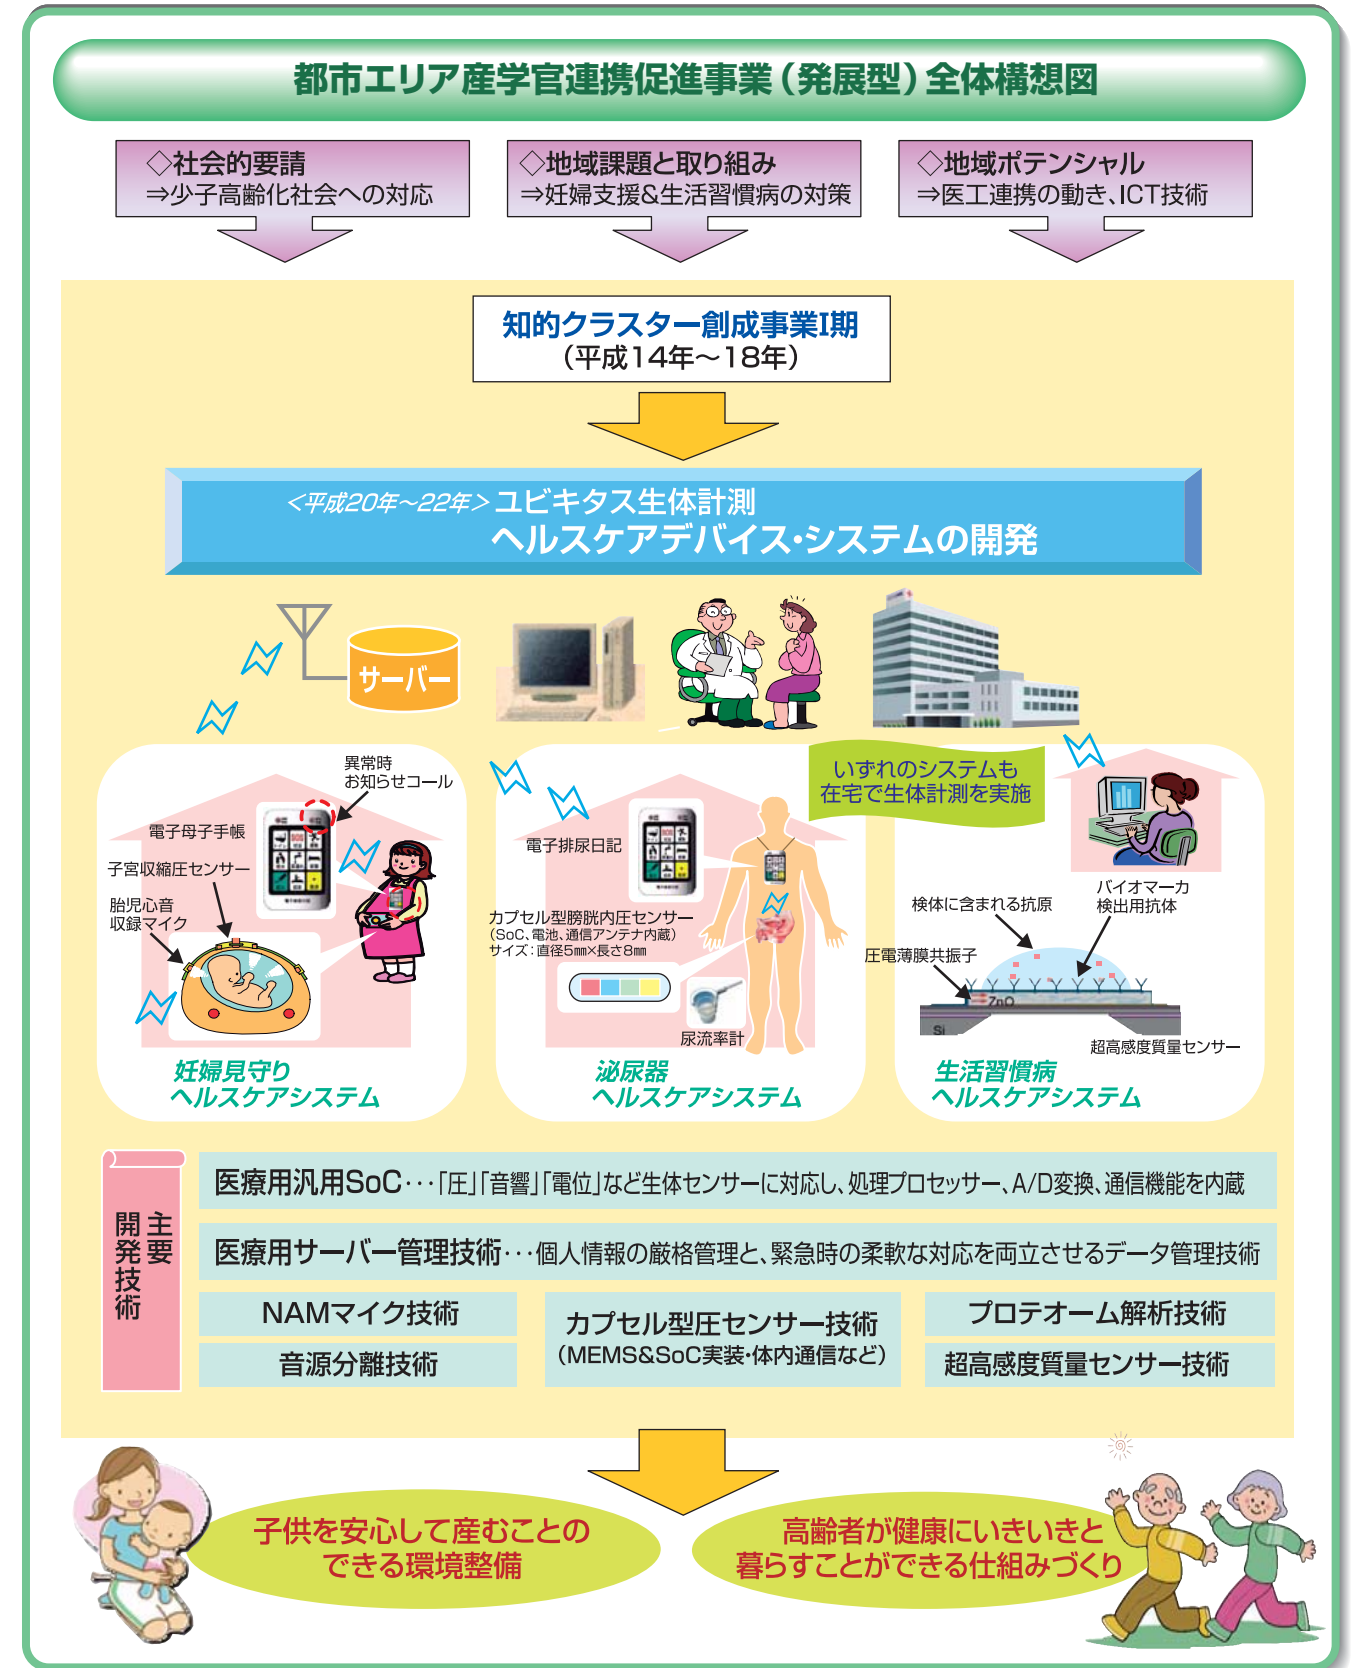 都市エリア産学官連携促進事業（発展型）全体構想図
◇社会的要請
⇒少子高齢化社会への対応
◇地域課題と取り組み
⇒妊婦支援&生活習慣病の対策
◇地域ポテンシャル
⇒医工連携の動き、ICT技術
知的クラスター創成事業I期
（平成14年～18年）
<平成20年～22年>ユビキタス生体計測
ヘルスケアデバイス・システムの開発
サーバー
いずれのシステムも
在宅で生体計測を実施
異常時
お知らせコール
電子母子手帳
SOS
子宮収縮圧センサー
胎児心音
収録マイク
妊婦見守り
ヘルスケアシステム
電子排尿日記
カプセル型膀胱内圧センサー
（SoC、電池、通信アンテナ内蔵）
サイズ：直径5㎜×長さ8㎜
尿流率計
泌尿器
ヘルスケアシステム
バイオマーカ
検出用抗体
検体に含まれる抗原
圧電薄膜共振子
ZnO
Si
超高感度質量センサー
生活習慣病
ヘルスケアシステム
主要
開発技術
医療用汎用SoC･･･「圧」「音響」「電位」など生体センサーに対応し、処理プロセッサー、A/D変換、通信機能を内蔵
医療用サーバー管理技術･･･個人情報の厳格管理と、緊急時の柔軟な対応を両立させるデータ管理技術
NAMマイク技術
音源分離技術
カプセル型圧センサー技術
（MEMS&SoC実装・体内通信など）
プロテオーム解析技術
超高感度質量センサー技術
子供を安心して産むことの
できる環境整備
高齢者が健康にいきいきと
暮らすことができる仕組みづくり